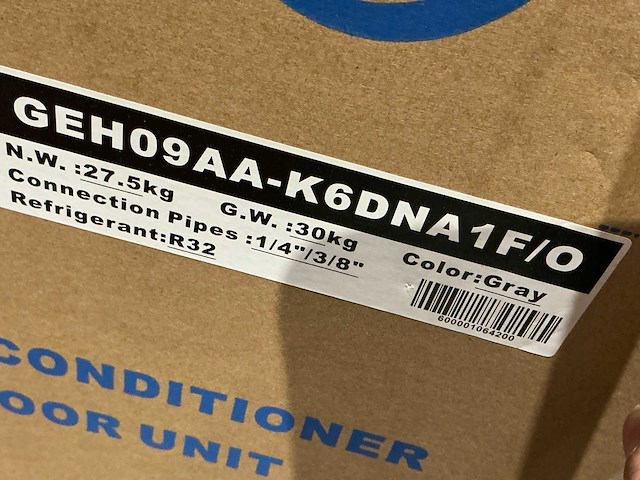 GEH09AA-K6DNA1F/O
N.W. :27.5kg G.W. :30kg Color:Gray
Connection Pipes :1/4"/3/8"
Refrigerant:R32
600001064200
CONDITIONER
OOR UNIT